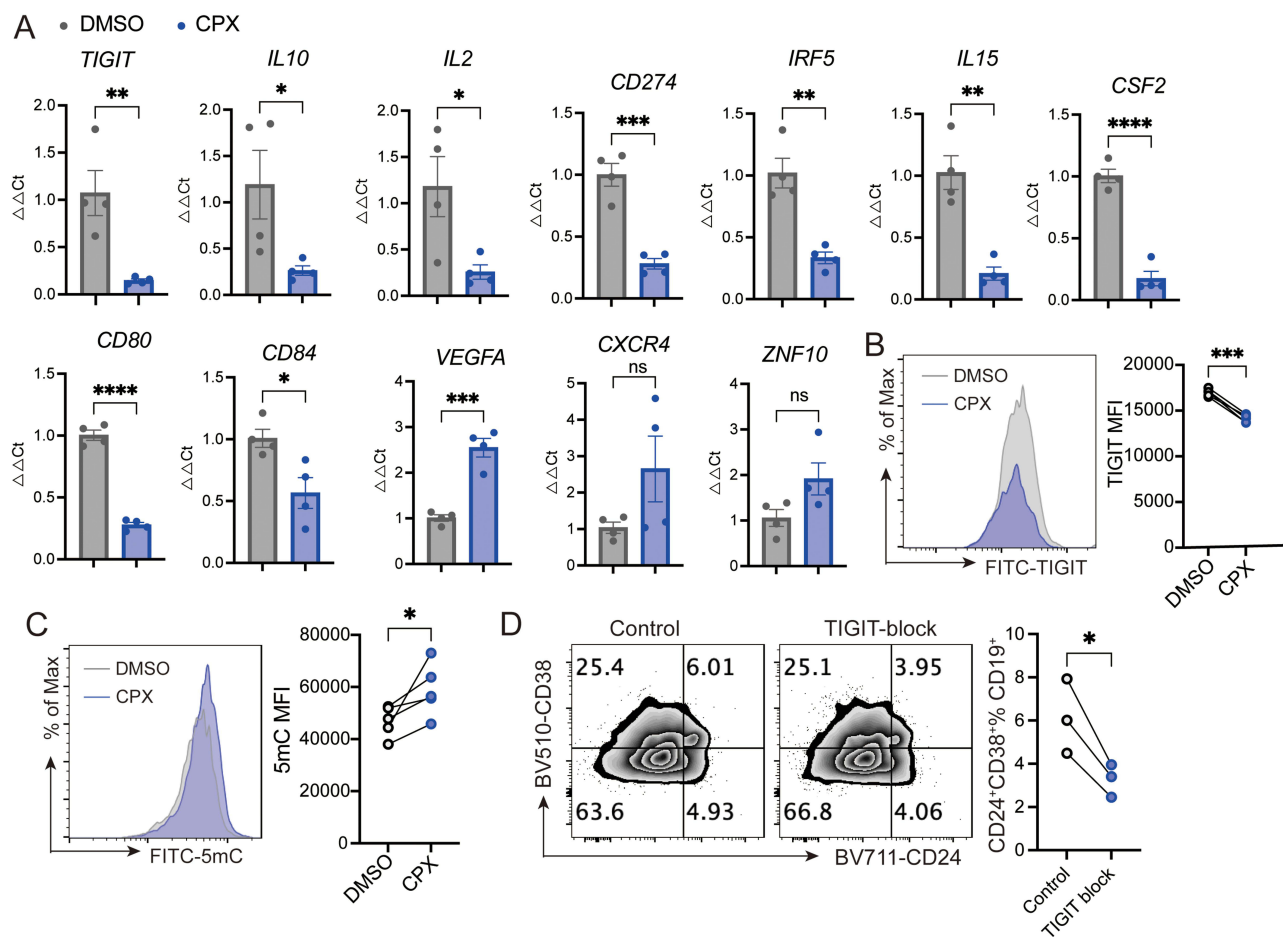 A
DMSO CPX
TIGIT
**
△△Ct
2.0
1.5
1.0
0.5
0.0
IL10
*
△△Ct
2.0
1.5
1.0
0.5
0.0
IL2
*
△△Ct
2.0
1.5
1.0
0.5
0.0
CD274
***
△△Ct
1.5
1.0
0.5
0.0
IRF5
**
△△Ct
1.5
1.0
0.5
0.0
IL15
**
△△Ct
1.5
1.0
0.5
0.0
CSF2
****
△△Ct
1.5
1.0
0.5
0.0
CD80
****
△△Ct
1.5
1.0
0.5
0.0
CD84
*
△△Ct
1.5
1.0
0.5
0.0
VEGFA
***
△△Ct
4
3
2
1
0
CXCR4
ns
△△Ct
5
4
3
2
1
0
ZNF10
ns
△△Ct
4
3
2
1
0
B
DMSO
CPX
% of Max
FITC-TIGIT
***
TIGIT MFI
20000
15000
10000
5000
0
DMSO
CPX
C
DMSO
CPX
% of Max
FITC-5mC
*
5mC MFI
80000
60000
40000
20000
0
DMSO
CPX
D
Control
TIGIT-block
BV510-CD38
25.4 6.01
63.6 4.93
25.1 3.95
66.8 4.06
BV711-CD24
*
CD24+CD38+% CD19+
10
8
6
4
2
0
Control
TIGIT block